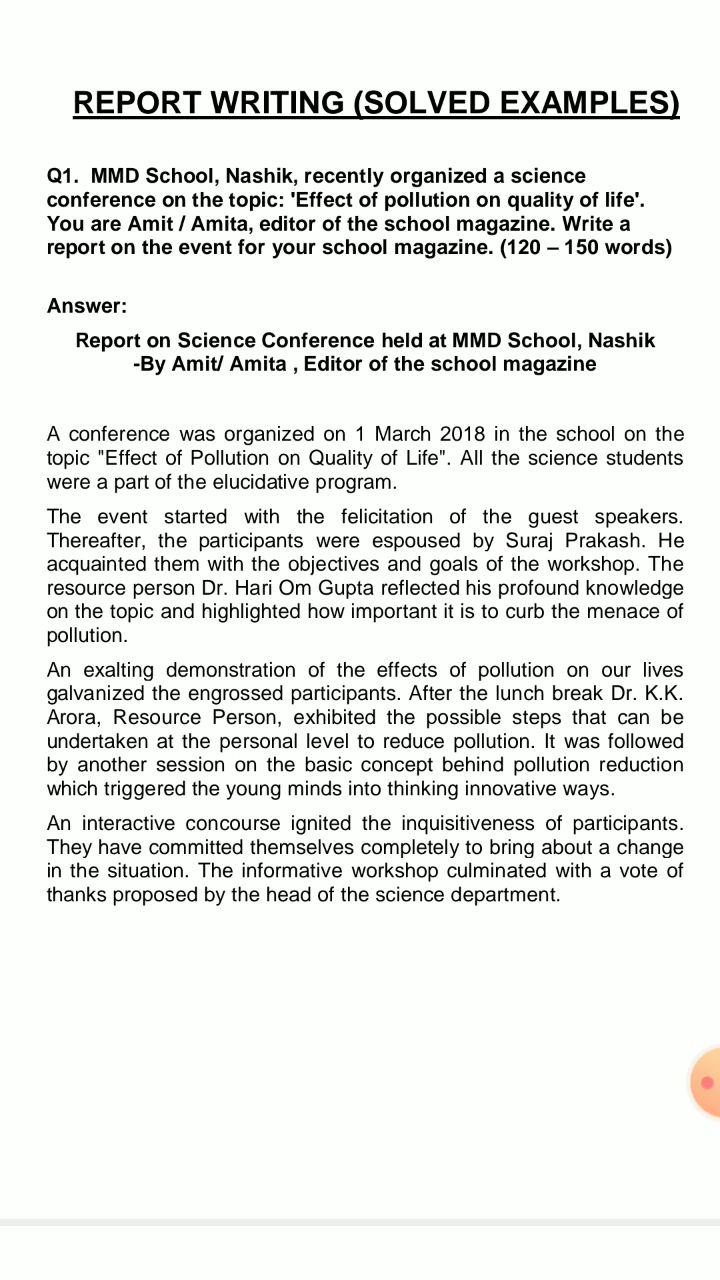 REPORT WRITING (SOLVED EXAMPLES)
Q1. MMD School, Nashik, recently organized a science
conference on the topic: 'Effect of pollution on quality of life'.
You are Amit / Amita, editor of the school magazine. Write a
report on the event for your school magazine. (120 – 150 words)
Answer:
Report on Science Conference held at MMD School, Nashik
-By Amit/ Amita , Editor of the school magazine
A conference was organized on 1 March 2018 in the school on the
topic "Effect of Pollution on Quality of Life". All the science students
were a part of the elucidative program.
The event started with the felicitation of the guest speakers.
Thereafter, the participants were espoused by Suraj Prakash. He
acquainted them with the objectives and goals of the workshop. The
resource person Dr. Hari Om Gupta reflected his profound knowledge
on the topic and highlighted how important it is to curb the menace of
pollution.
An exalting demonstration of the effects of pollution on our lives
galvanized the engrossed participants. After the lunch break Dr. K.K.
Arora, Resource Person, exhibited the possible steps that can be
undertaken at the personal level to reduce pollution. It was followed
by another session on the basic concept behind pollution reduction
which triggered the young minds into thinking innovative ways.
An interactive concourse ignited the inquisitiveness of participants.
They have committed themselves completely to bring about a change
in the situation. The informative workshop culminated with a vote of
thanks proposed by the head of the science department.